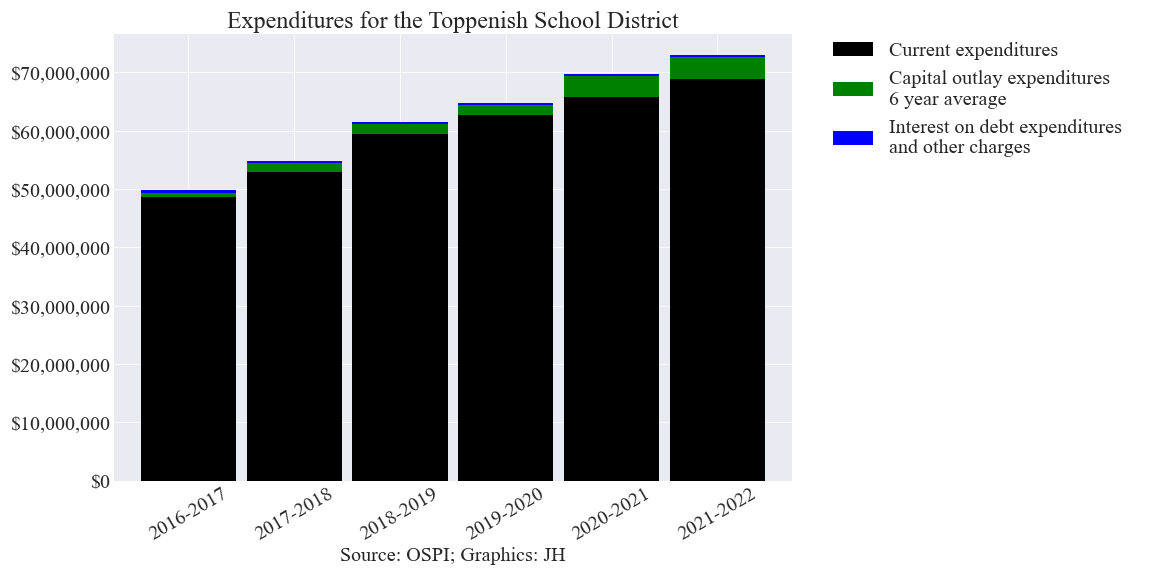 Expenditures for the Toppenish School District
$70,000,000
$60,000,000
$50,000,000
$40,000,000
$30,000,000
$20,000,000
$10,000,000
$0
2016-2017
2017-2018
2018-2019
2019-2020
2020-2021
2021-2022
Source: OSPI; Graphics: JH
Current expenditures
Capital outlay expenditures
6 year average
Interest on debt expenditures
and other charges